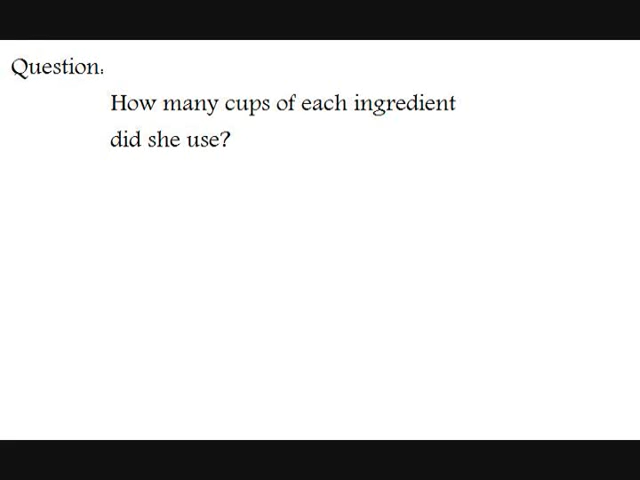 Question:
How many cups of each ingredient
did she use?